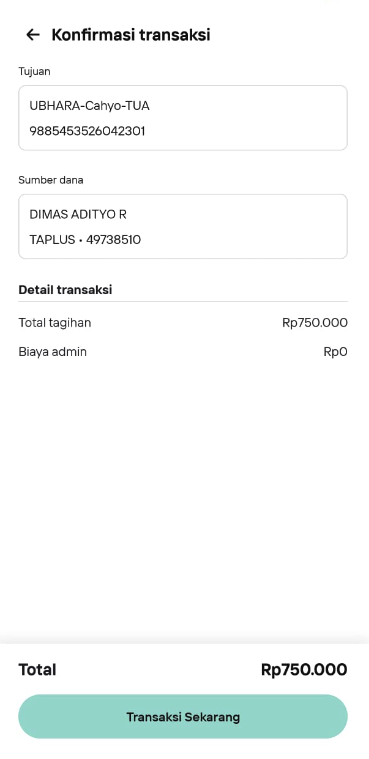 Konfirmasi transaksi
Tujuan
UBHARA-Cahyo-TUA
9885453526042301
Sumber dana
DIMAS ADITYO R
TAPLUS • 49738510
Detail transaksi
Total tagihan Rp750.000
Biaya admin Rp0
Total Rp750.000
Transaksi Sekarang